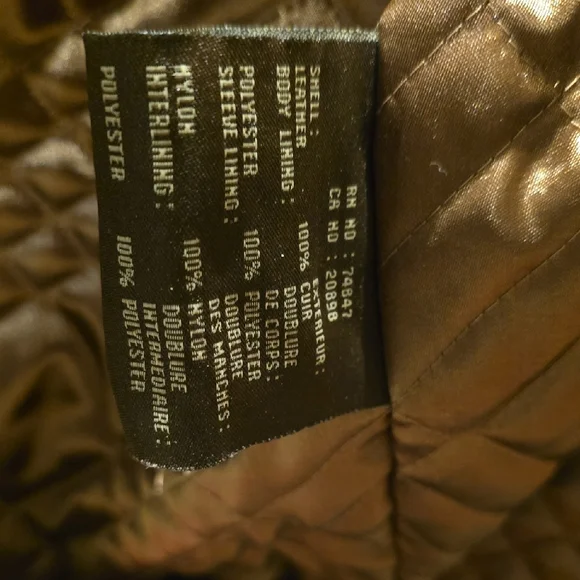 RN NO : 74847
CA NO : 20898
SHELL : EXTERIEUR :
LEATHER 100% CUIR
BODY LINING : DOUBLURE
DE CORPS :
POLYESTER 100% POLYESTER
SLEEVE LINING : DOUBLURE
DES MANCHES :
NYLON 100% NYLON
INTERLINING : DOUBLURE
INTERMEDIAIRE :
POLYESTER 100% POLYESTER